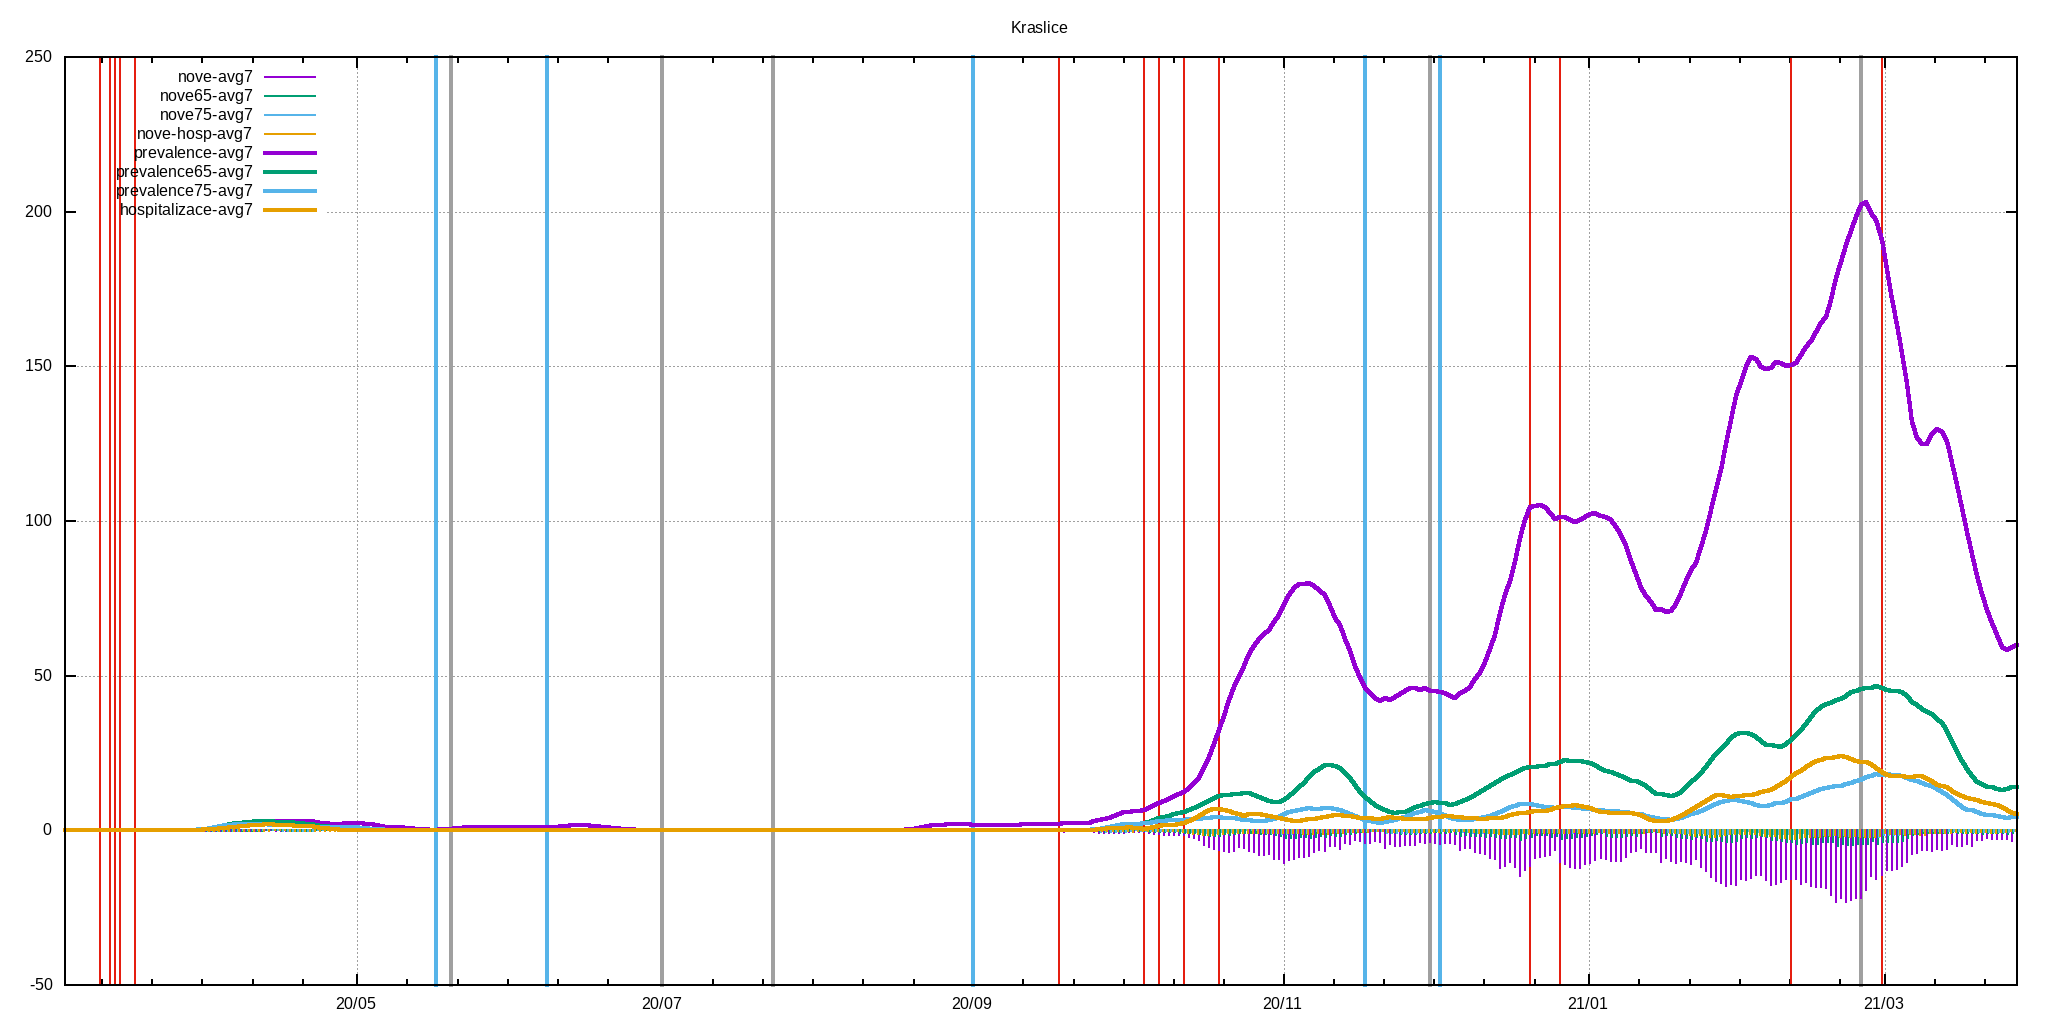 Kraslice
250
200
150
100
50
0
-50
nove-avg7
nove65-avg7
nove75-avg7
nove-hosp-avg7
prevalence-avg7
prevalence65-avg7
prevalence75-avg7
hospitalizace-avg7
20/05 20/07 20/09 20/11 21/01 21/03